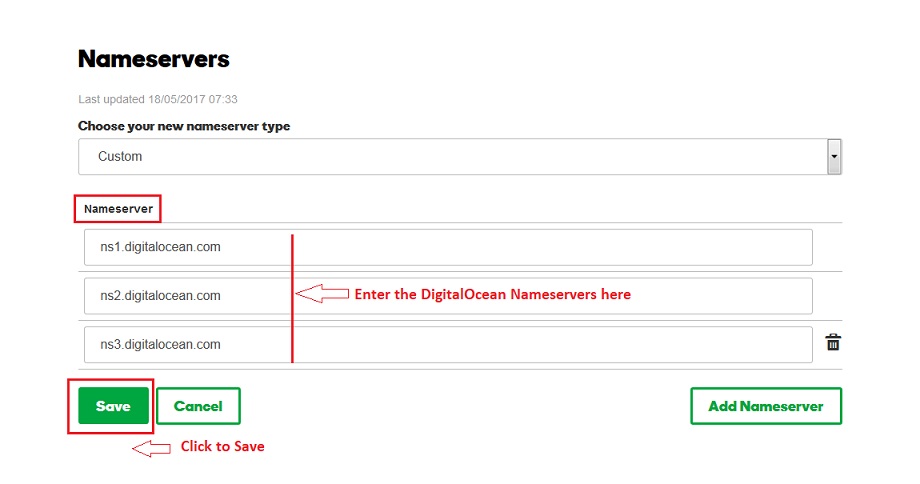 Nameservers
Last updated 18/05/2017 07:33
Choose your new nameserver type
Custom
Nameserver
ns1.digitalocean.com
ns2.digitalocean.com
Enter the DigitalOcean Nameservers here
ns3.digitalocean.com
Save
Cancel
Add Nameserver
Click to Save